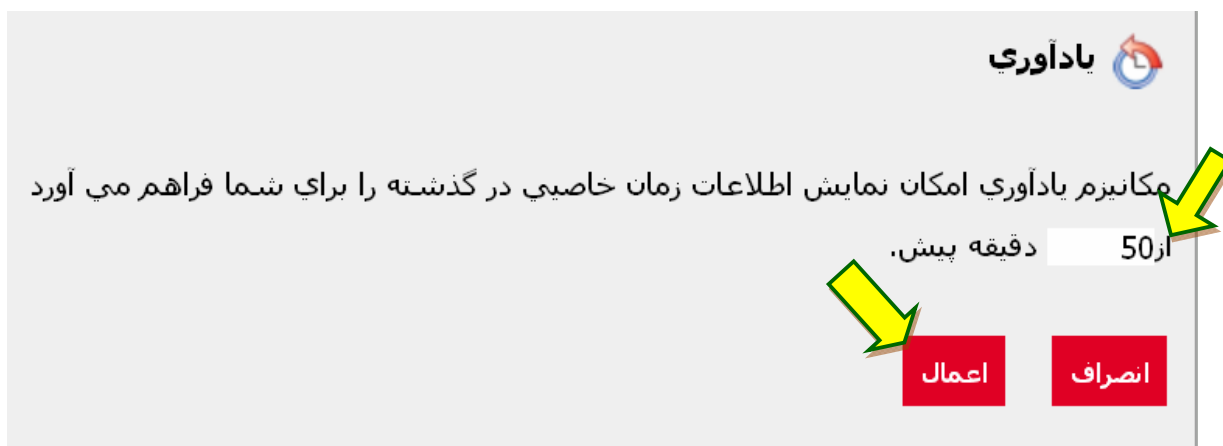 يادآوري
مكانيزم يادآوري امكان نمايش اطلاعات زمان خاصيي در گذشته را براي شما فراهم مي آورد
از 50 دقيقه پيش.
انصراف اعمال